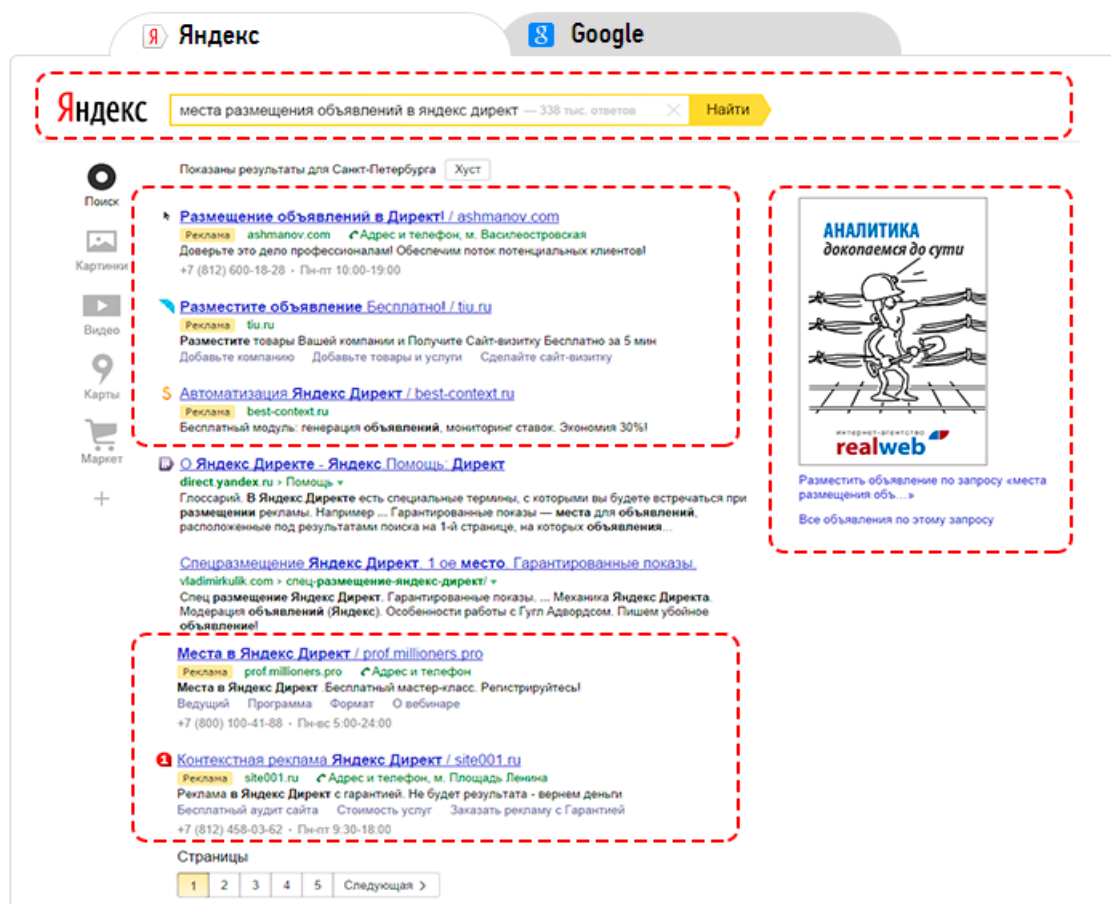 Яндекс
Google
Яндекс
места размещения объявлений в яндекс директ — 338 тыс. ответов
Найти
Показаны результаты для Санкт-Петербурга Хуст
Поиск
Картинки
Видео
Карты
Маркет
Размещение объявлений в Директ! / ashmanov.com
Реклама ashmanov.com Адрес и телефон, м. Василеостровская
Доверьте это дело профессионалам! Обеспечим поток потенциальных клиентов!
+7 (812) 600-18-28 · Пн-пт 10:00-19:00
Разместите объявление Бесплатно! / tiu.ru
Реклама tiu.ru
Разместите товары Вашей компании и Получите Сайт-визитку Бесплатно за 5 мин
Добавьте компанию Добавьте товары и услуги Сделайте сайт-визитку
Автоматизация Яндекс Директ / best-context.ru
Реклама best-context.ru
Бесплатный модуль: генерация объявлений, мониторинг ставок. Экономия 30%!
О Яндекс.Директе - Яндекс.Помощь: Директ
direct.yandex.ru › Помощь
Глоссарий. В Яндекс.Директе есть специальные термины, с которыми вы будете встречаться при
размещении рекламы. Например ... Гарантированные показы — места для объявлений,
расположенные под результатами поиска на 1-й странице, на которых объявления...
Спецразмещение Яндекс Директ. 1 ое место. Гарантированные показы.
vladimirkulik.com › спец-размещение-яндекс-директ/
Спец размещение Яндекс Директ. Гарантированные показы. ... Механика Яндекс Директа.
Модерация объявлений (Яндекс). Особенности работы с Гугл Адвордсом. Пишем убойное
объявление!
Места в Яндекс Директ / prof.millioners.pro
Реклама prof.millioners.pro Адрес и телефон
Места в Яндекс Директ .Бесплатный мастер-класс. Регистрируйтесь!
Ведущий Программа Формат О вебинаре
+7 (800) 100-41-88 · Пн-вс 5:00-24:00
1 Контекстная реклама Яндекс Директ / site001.ru
Реклама site001.ru Адрес и телефон, м. Площадь Ленина
Реклама в Яндекс Директ с гарантией. Не будет результата - вернем деньги
Бесплатный аудит сайта Стоимость услуг Заказать рекламу с Гарантией
+7 (812) 458-03-62 · Пн-пт 9:30-18:00
Страницы
1 2 3 4 5 Следующая >
АНАЛИТИКА
докопаемся до сути
интернет-агентство
realweb
Разместить объявление по запросу «места
размещения объ...»
Все объявления по этому запросу